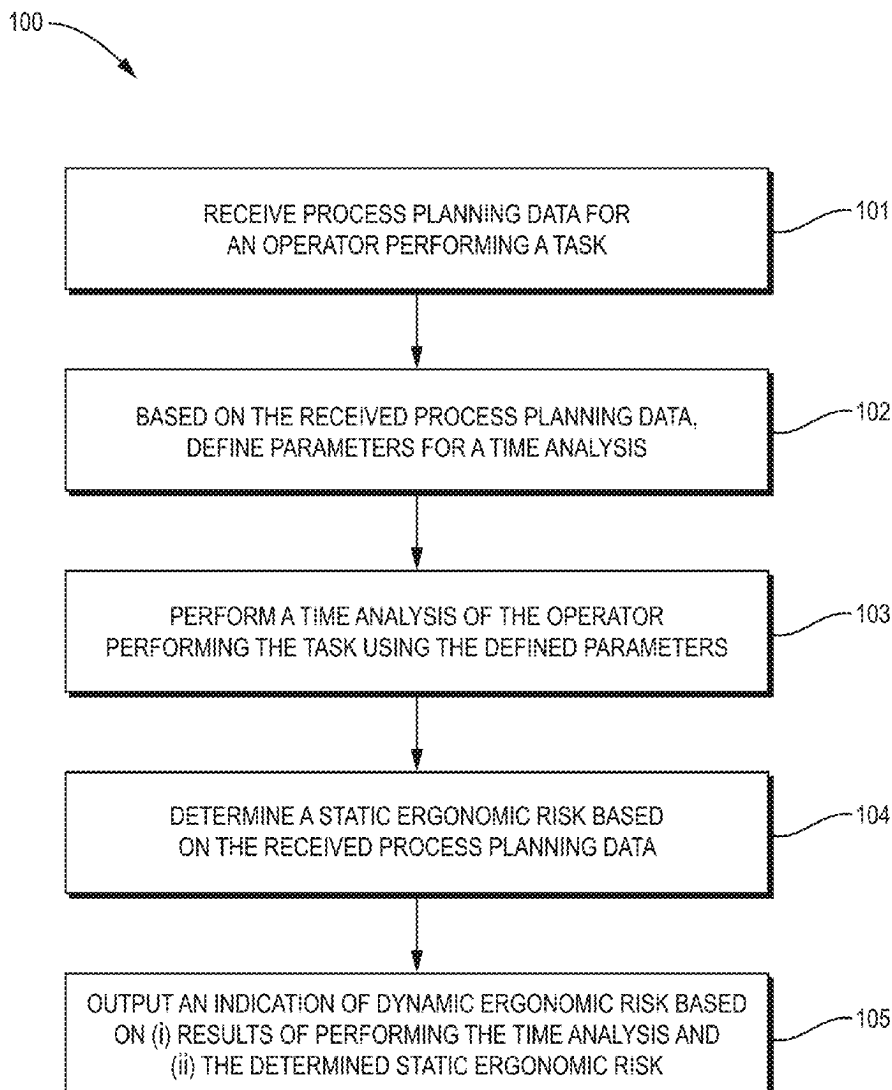 100
RECEIVE PROCESS PLANNING DATA FOR
AN OPERATOR PERFORMING A TASK
101
BASED ON THE RECEIVED PROCESS PLANNING DATA,
DEFINE PARAMETERS FOR A TIME ANALYSIS
102
PERFORM A TIME ANALYSIS OF THE OPERATOR
PERFORMING THE TASK USING THE DEFINED PARAMETERS
103
DETERMINE A STATIC ERGONOMIC RISK BASED
ON THE RECEIVED PROCESS PLANNING DATA
104
OUTPUT AN INDICATION OF DYNAMIC ERGONOMIC RISK BASED
ON (i) RESULTS OF PERFORMING THE TIME ANALYSIS AND
(ii) THE DETERMINED STATIC ERGONOMIC RISK
105